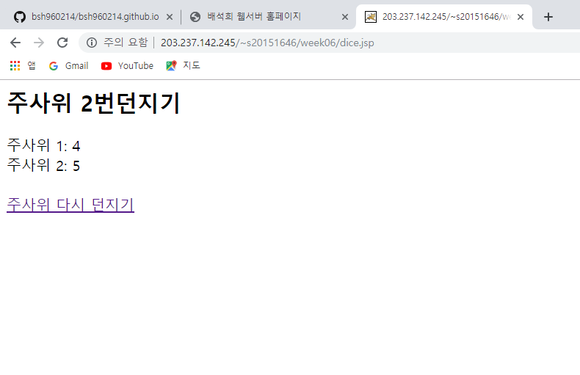 bsh960214/bsh960214.github.io
배석희 웹서버 홈페이지
203.237.142.245/~s20151646/w
주의 요함
203.237.142.245/~s20151646/week06/dice.jsp
앱
Gmail
YouTube
지도
주사위 2번던지기
주사위 1: 4
주사위 2: 5
주사위 다시 던지기